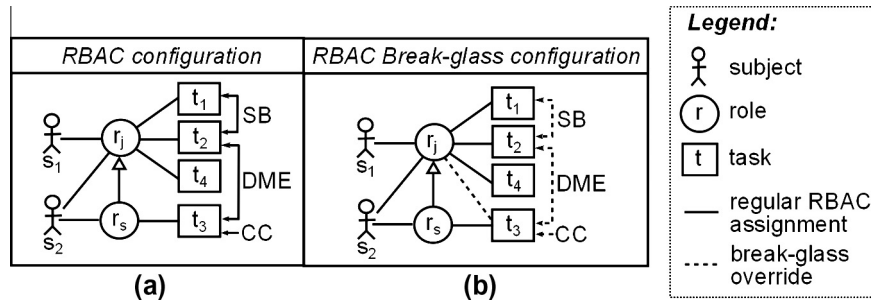 RBAC configuration
RBAC Break-glass configuration
t1
SB
t2
rj
s1
t4
DME
rs
t3
s2
CC
t1
SB
t2
rj
s1
t4
DME
rs
t3
s2
CC
(a)
(b)
Legend:
subject
r role
t task
regular RBAC
assignment
break-glass
override